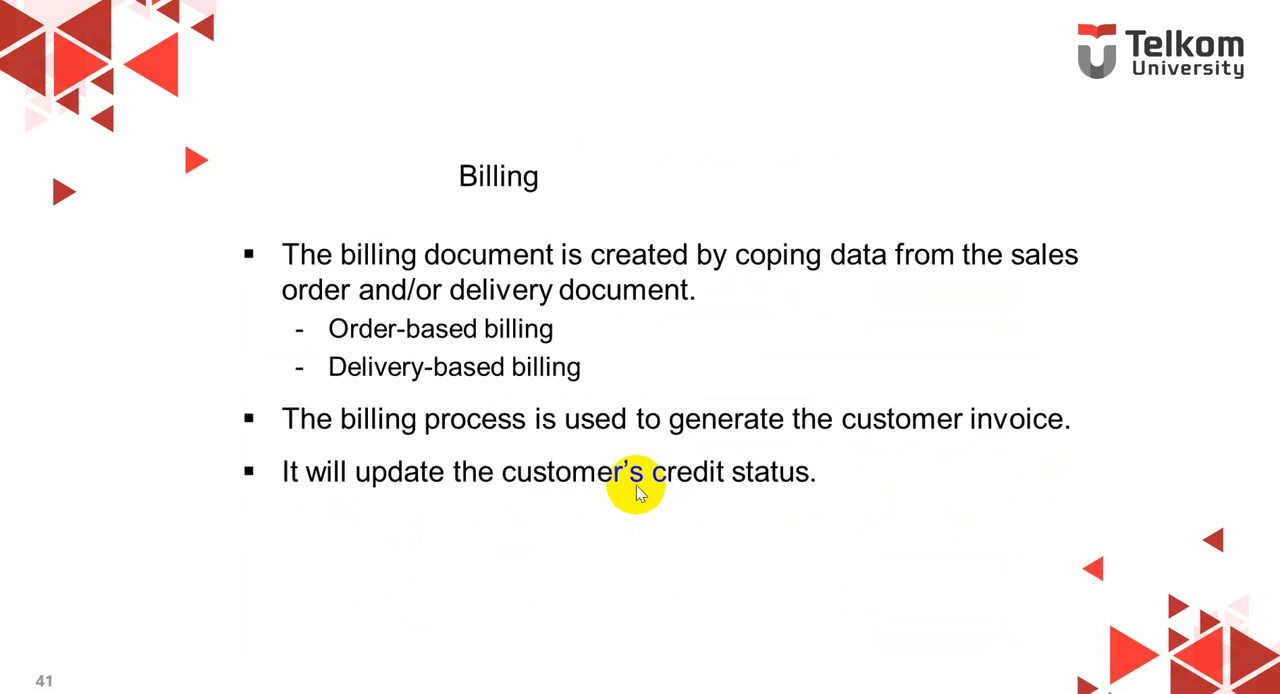 Telkom
University
Billing
▪ The billing document is created by coping data from the sales
order and/or delivery document.
- Order-based billing
- Delivery-based billing
▪ The billing process is used to generate the customer invoice.
▪ It will update the customer’s credit status.
41